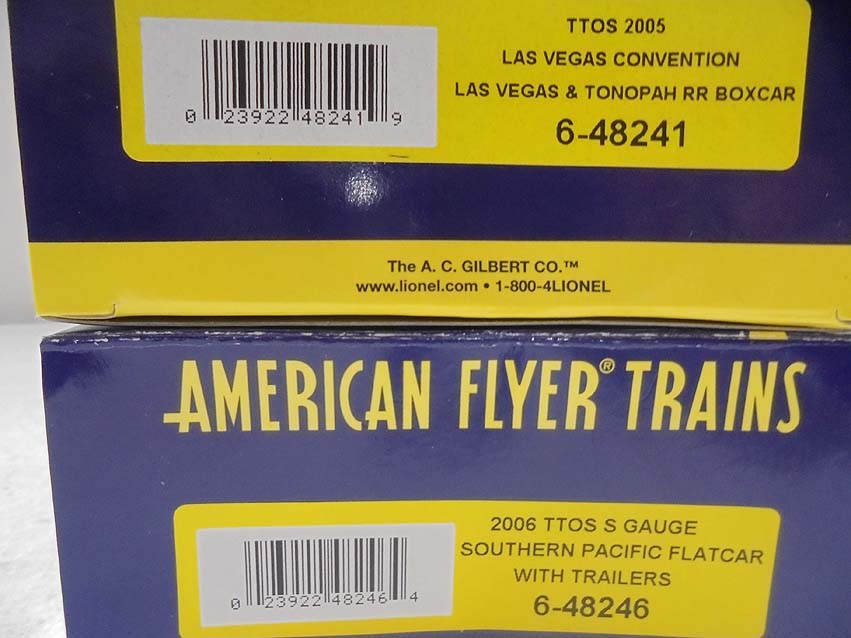 TTOS 2005
LAS VEGAS CONVENTION
LAS VEGAS & TONOPAH RR BOXCAR
6-48241
0 23922 48241 9
The A. C. GILBERT CO.™
www.lionel.com • 1-800-4LIONEL
AMERICAN FLYER® TRAINS
2006 TTOS S GAUGE
SOUTHERN PACIFIC FLATCAR
WITH TRAILERS
6-48246
0 23922 48246 4